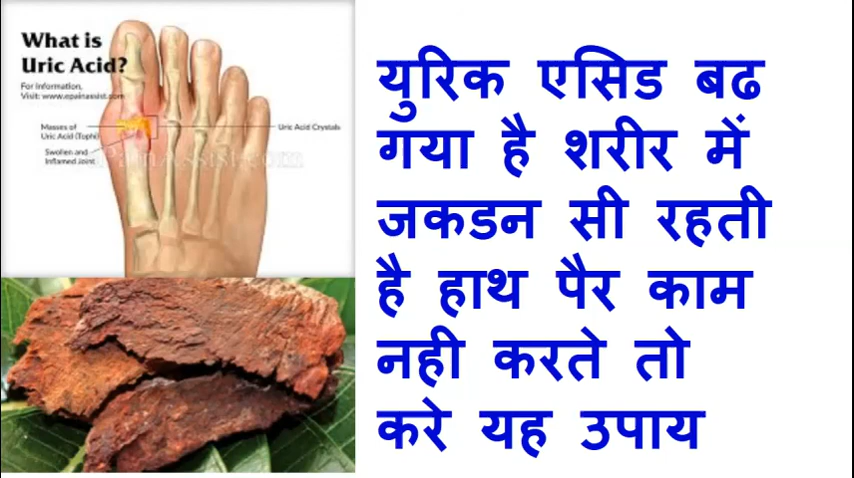 What is
Uric Acid?
For Information,
Visit: www.epainassist.com
Masses of
Uric Acid (Tophi)
Swollen and
Inflamed Joint
Uric Acid Crystals
युरिक एसिड बढ
गया है शरीर में
जकडन सी रहती
है हाथ पैर काम
नही करते तो
करे यह उपाय